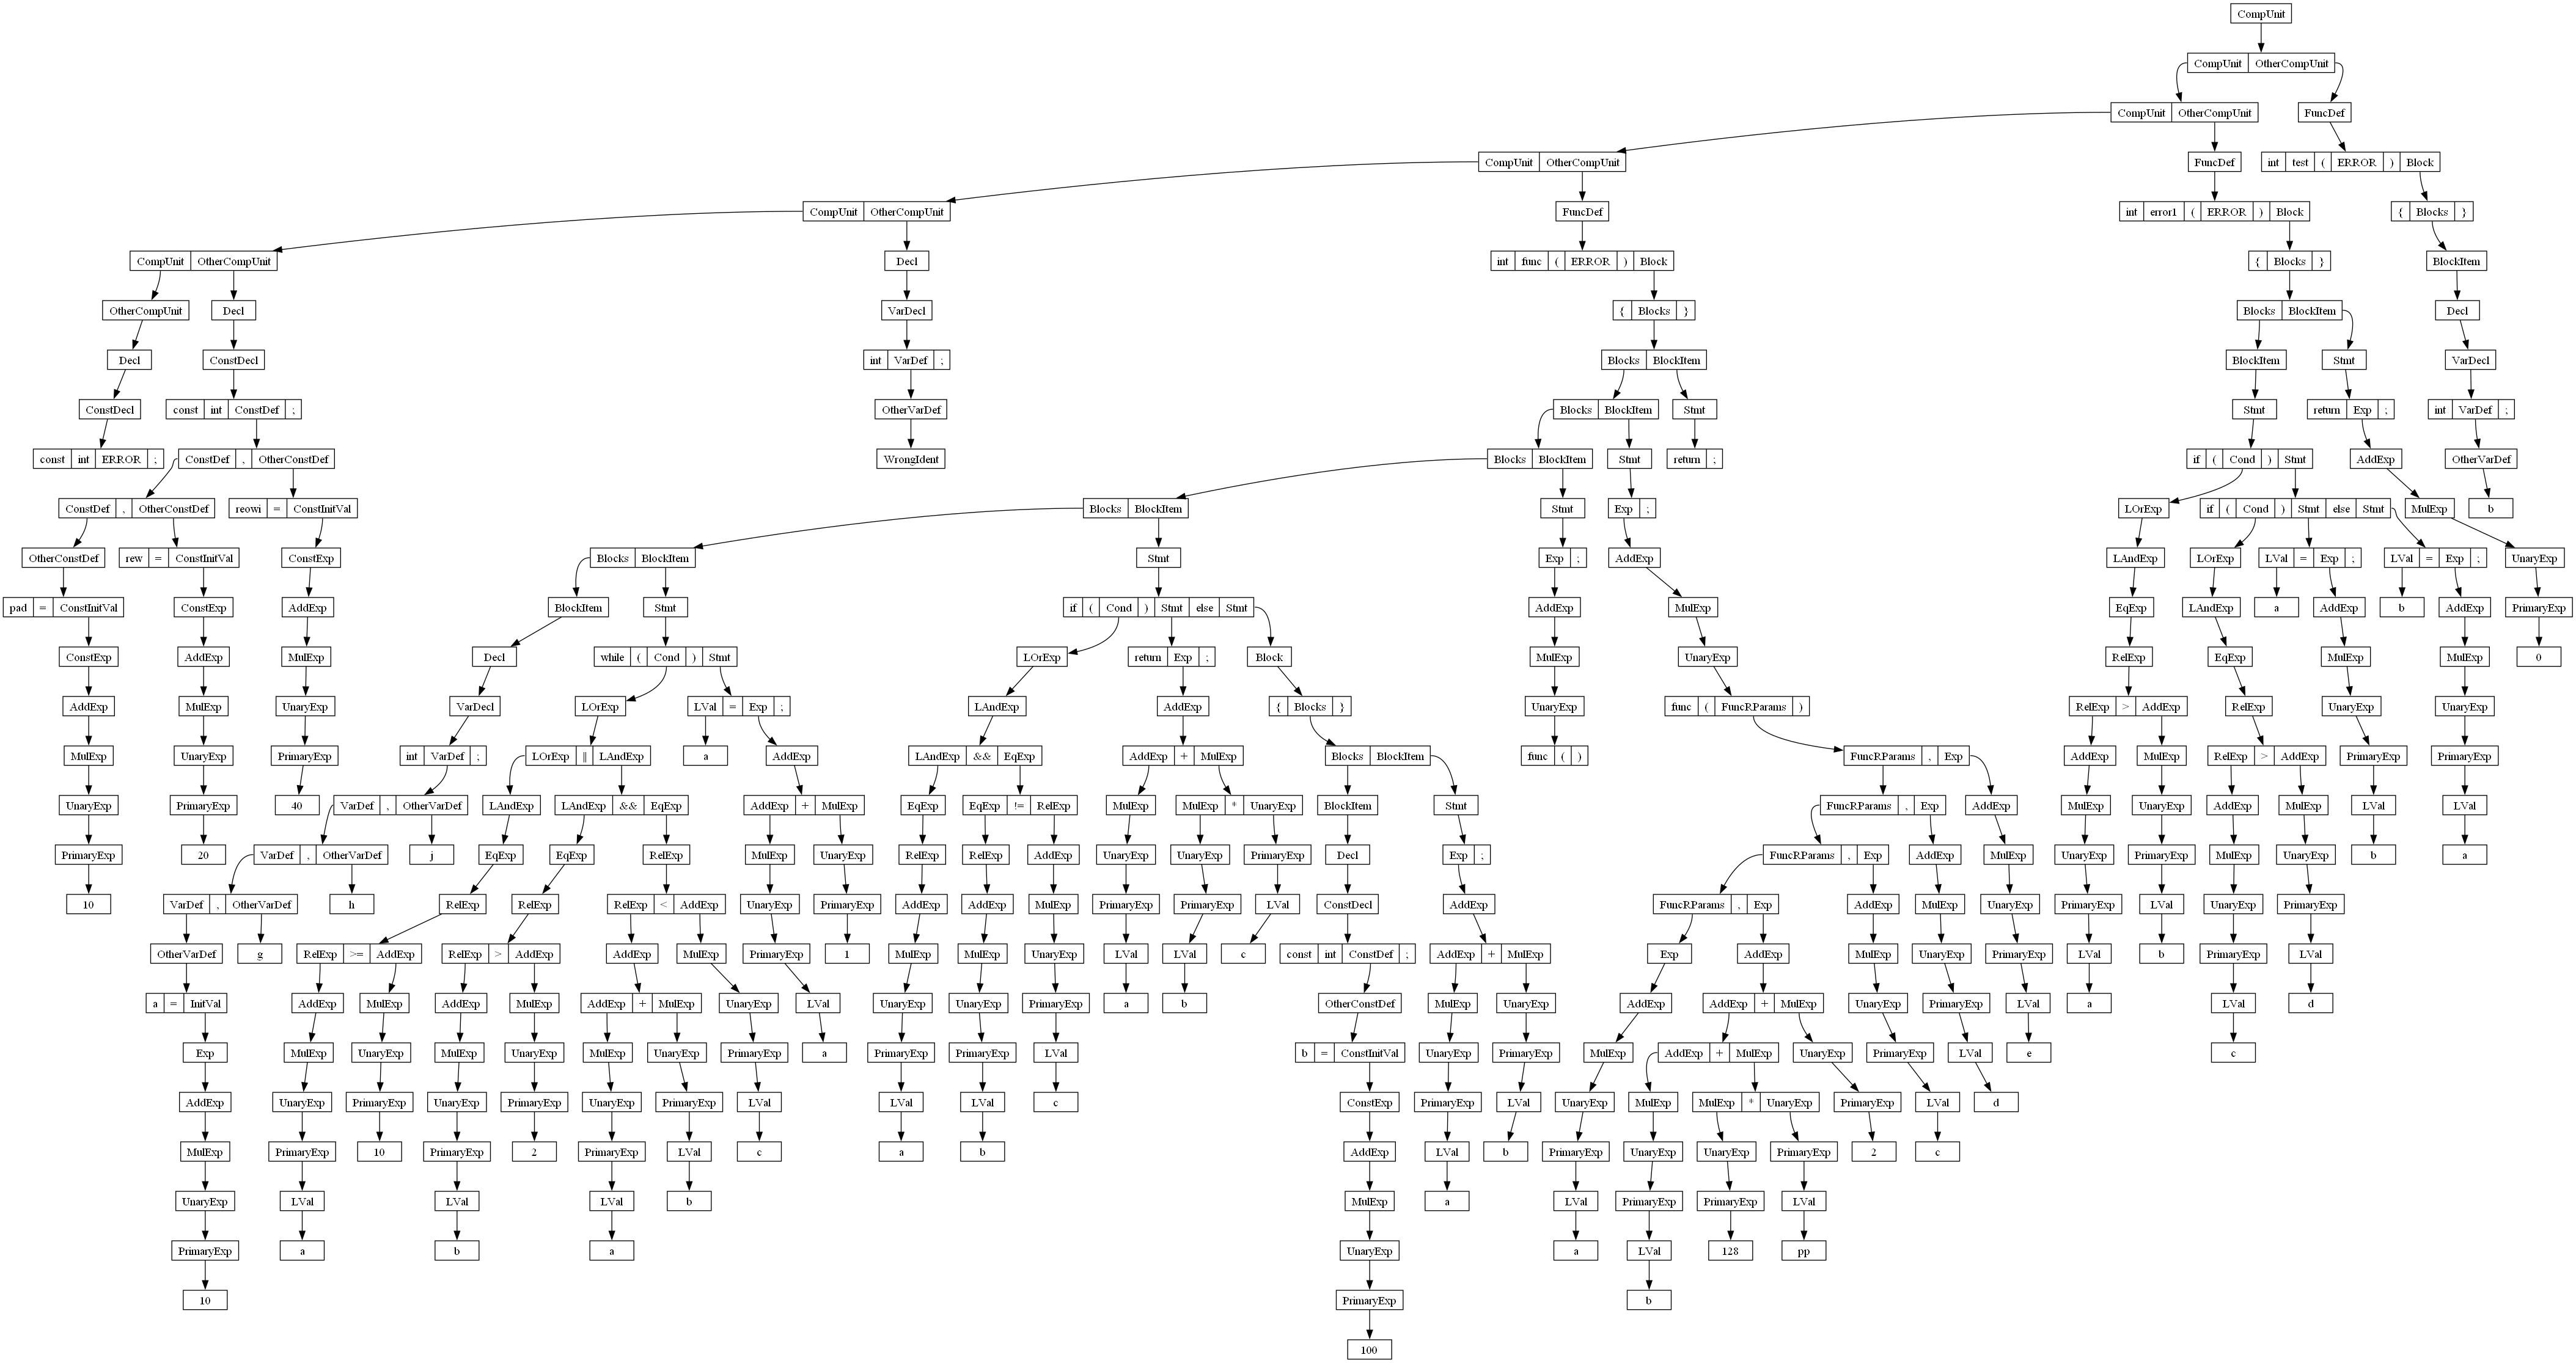 CompUnit
CompUnit OtherCompUnit
CompUnit OtherCompUnit FuncDef
CompUnit OtherCompUnit FuncDef int test ( ERROR ) Block
CompUnit OtherCompUnit FuncDef int error1 ( ERROR ) Block { Blocks }
CompUnit OtherCompUnit Decl int func ( ERROR ) Block { Blocks } BlockItem
OtherCompUnit Decl VarDecl { Blocks } Blocks BlockItem Decl
Decl ConstDecl int VarDef ; Blocks BlockItem BlockItem Stmt VarDecl
ConstDecl const int ConstDef ; OtherVarDef Blocks BlockItem Stmt Stmt return Exp ; int VarDef ;
const int ERROR ; ConstDef , OtherConstDef WrongIdent Blocks BlockItem Stmt return ; if ( Cond ) Stmt AddExp OtherVarDef
ConstDef , OtherConstDef reowi = ConstInitVal Blocks BlockItem Stmt Exp ; LOrExp if ( Cond ) Stmt else Stmt MulExp b
OtherConstDef rew = ConstInitVal ConstExp Blocks BlockItem Stmt Exp ; AddExp LAndExp LOrExp LVal = Exp ; LVal = Exp ; UnaryExp
pad = ConstInitVal ConstExp AddExp BlockItem Stmt if ( Cond ) Stmt else Stmt AddExp MulExp EqExp LAndExp a AddExp b AddExp PrimaryExp
ConstExp AddExp MulExp Decl while ( Cond ) Stmt LOrExp return Exp ; Block MulExp UnaryExp RelExp EqExp MulExp MulExp 0
AddExp MulExp UnaryExp VarDecl LOrExp LVal = Exp ; LAndExp AddExp { Blocks } UnaryExp func ( FuncRParams ) RelExp > AddExp RelExp UnaryExp UnaryExp
MulExp UnaryExp PrimaryExp int VarDef ; LOrExp || LAndExp a AddExp LAndExp && EqExp AddExp + MulExp Blocks BlockItem func ( ) FuncRParams , Exp AddExp MulExp RelExp > AddExp PrimaryExp PrimaryExp
UnaryExp PrimaryExp 40 VarDef , OtherVarDef LAndExp LAndExp && EqExp AddExp + MulExp EqExp EqExp != RelExp MulExp MulExp * UnaryExp BlockItem Stmt FuncRParams , Exp AddExp MulExp UnaryExp AddExp MulExp LVal LVal
PrimaryExp 20 VarDef , OtherVarDef j EqExp EqExp RelExp MulExp UnaryExp RelExp RelExp AddExp UnaryExp UnaryExp PrimaryExp Decl Exp ; FuncRParams , Exp AddExp MulExp UnaryExp PrimaryExp MulExp UnaryExp b a
10 VarDef , OtherVarDef h RelExp RelExp RelExp < AddExp UnaryExp PrimaryExp AddExp AddExp MulExp PrimaryExp PrimaryExp LVal ConstDecl AddExp FuncRParams , Exp AddExp MulExp UnaryExp PrimaryExp LVal UnaryExp PrimaryExp
OtherVarDef g RelExp >= AddExp RelExp > AddExp AddExp MulExp PrimaryExp 1 MulExp MulExp UnaryExp LVal LVal c const int ConstDef ; AddExp + MulExp Exp AddExp MulExp UnaryExp PrimaryExp LVal b PrimaryExp LVal
a = InitVal AddExp MulExp AddExp MulExp AddExp + MulExp UnaryExp LVal UnaryExp UnaryExp PrimaryExp a b OtherConstDef MulExp UnaryExp AddExp AddExp + MulExp UnaryExp PrimaryExp LVal a LVal d
Exp MulExp UnaryExp MulExp UnaryExp MulExp UnaryExp PrimaryExp a PrimaryExp PrimaryExp LVal b = ConstInitVal UnaryExp PrimaryExp MulExp AddExp + MulExp UnaryExp PrimaryExp LVal e c
AddExp UnaryExp PrimaryExp UnaryExp PrimaryExp UnaryExp PrimaryExp LVal LVal LVal c ConstExp PrimaryExp LVal UnaryExp MulExp MulExp * UnaryExp PrimaryExp LVal d
MulExp PrimaryExp 10 PrimaryExp 2 PrimaryExp LVal c a b AddExp LVal b PrimaryExp UnaryExp UnaryExp PrimaryExp 2 c
UnaryExp LVal LVal LVal b MulExp a LVal PrimaryExp PrimaryExp LVal
PrimaryExp a b a UnaryExp a LVal 128 pp
10 PrimaryExp b
100